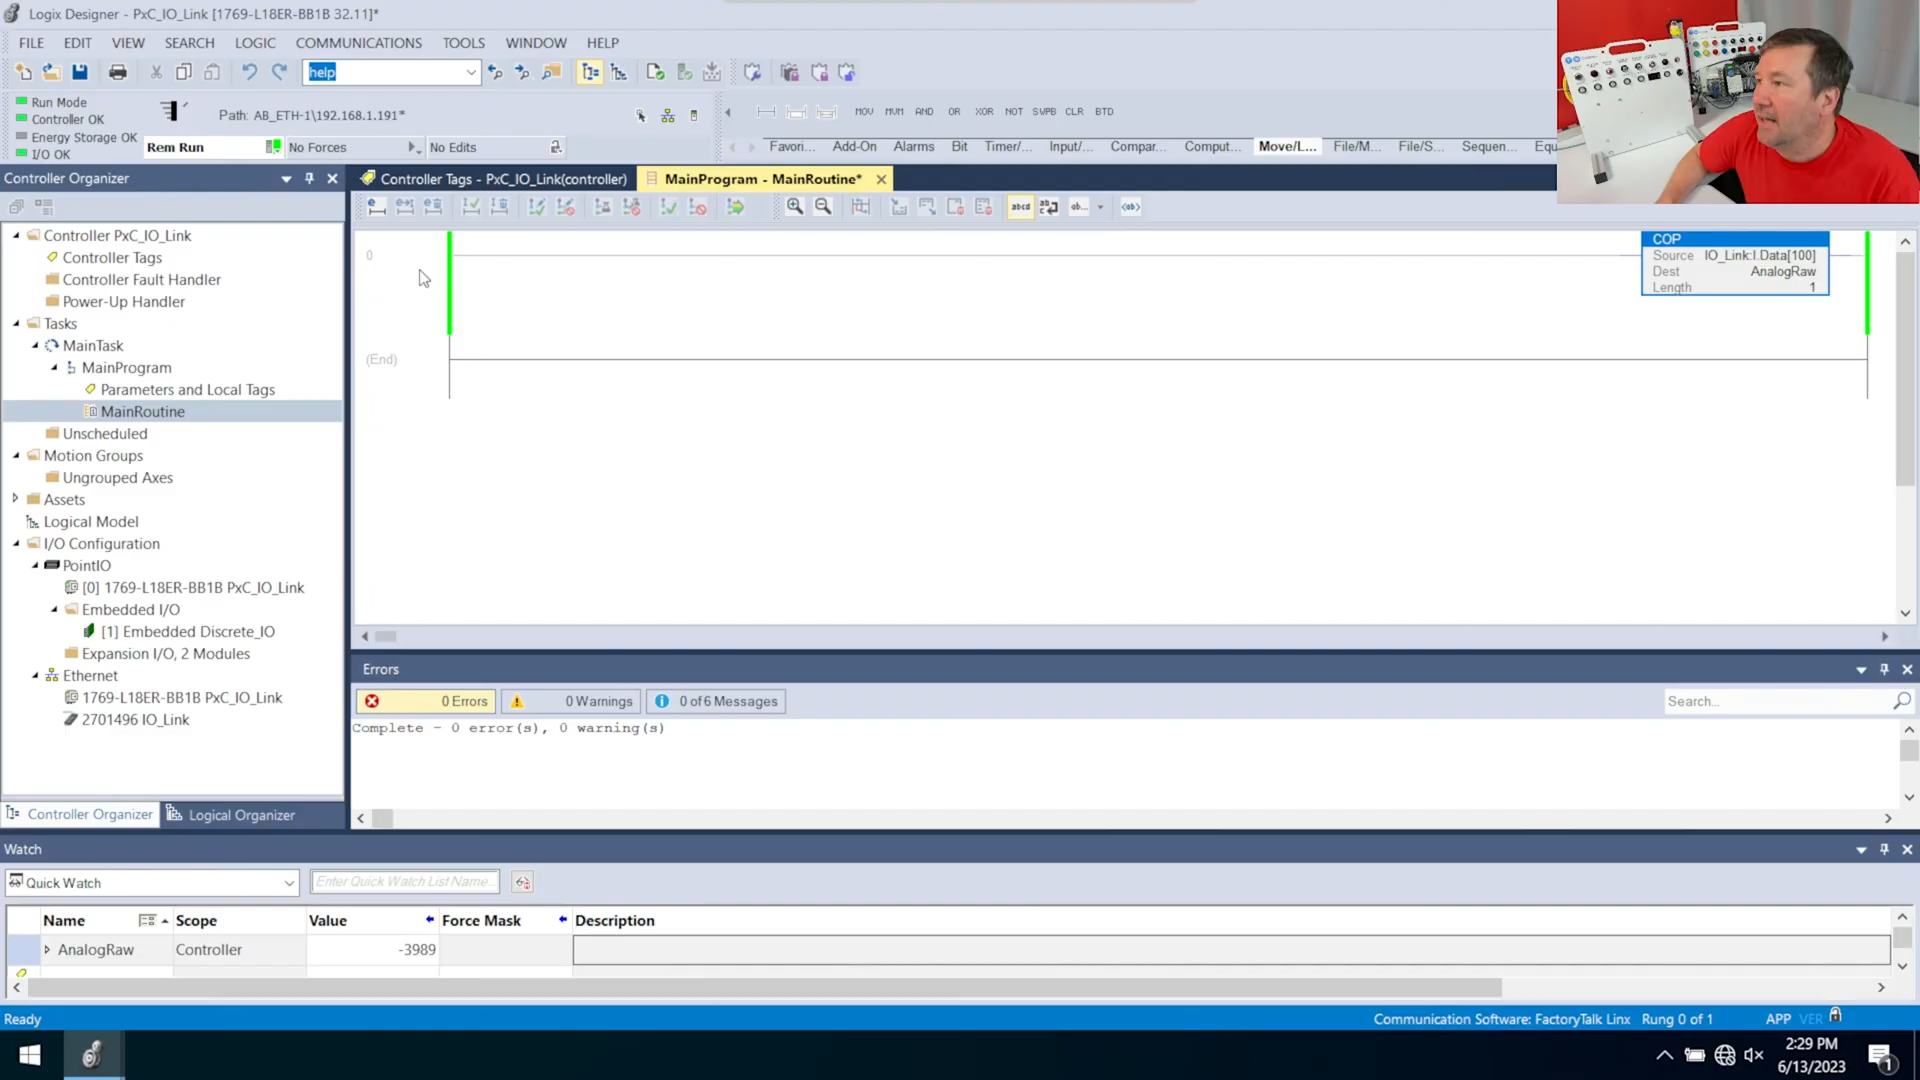 Logix Designer - PxC_IO_Link [1769-L18ER-BB1B 32.11]*
FILE EDIT VIEW SEARCH LOGIC COMMUNICATIONS TOOLS WINDOW HELP
help
Run Mode
Controller OK
Energy Storage OK
I/O OK
Path: AB_ETH-1\192.168.1.191*
Rem Run No Forces No Edits
MOV MVM AND OR XOR NOT SVPB CLR BTD
Favori... Add-On Alarms Bit Timer/... Input/... Compar... Comput... Move/L... File/M... File/S... Sequen... Equ
Controller Organizer
Controller Tags - PxC_IO_Link(controller) MainProgram - MainRoutine*
Controller PxC_IO_Link
Controller Tags
Controller Fault Handler
Power-Up Handler
Tasks
MainTask
MainProgram
Parameters and Local Tags
MainRoutine
Unscheduled
Motion Groups
Ungrouped Axes
Assets
Logical Model
I/O Configuration
PointIO
[0] 1769-L18ER-BB1B PxC_IO_Link
Embedded I/O
[1] Embedded Discrete_IO
Expansion I/O, 2 Modules
Ethernet
1769-L18ER-BB1B PxC_IO_Link
2701496 IO_Link
Controller Organizer Logical Organizer
abcd
0
COP
Source IO_Link:I.Data[100]
Dest AnalogRaw
Length 1
(End)
Errors
0 Errors 0 Warnings 0 of 6 Messages
Search...
Complete - 0 error(s), 0 warning(s)
Watch
Quick Watch Enter Quick Watch List Name...
Name Scope Value Force Mask Description
AnalogRaw Controller -3989
Ready
Communication Software: FactoryTalk Linx Rung 0 of 1 APP VER
2:29 PM
6/13/2023
1